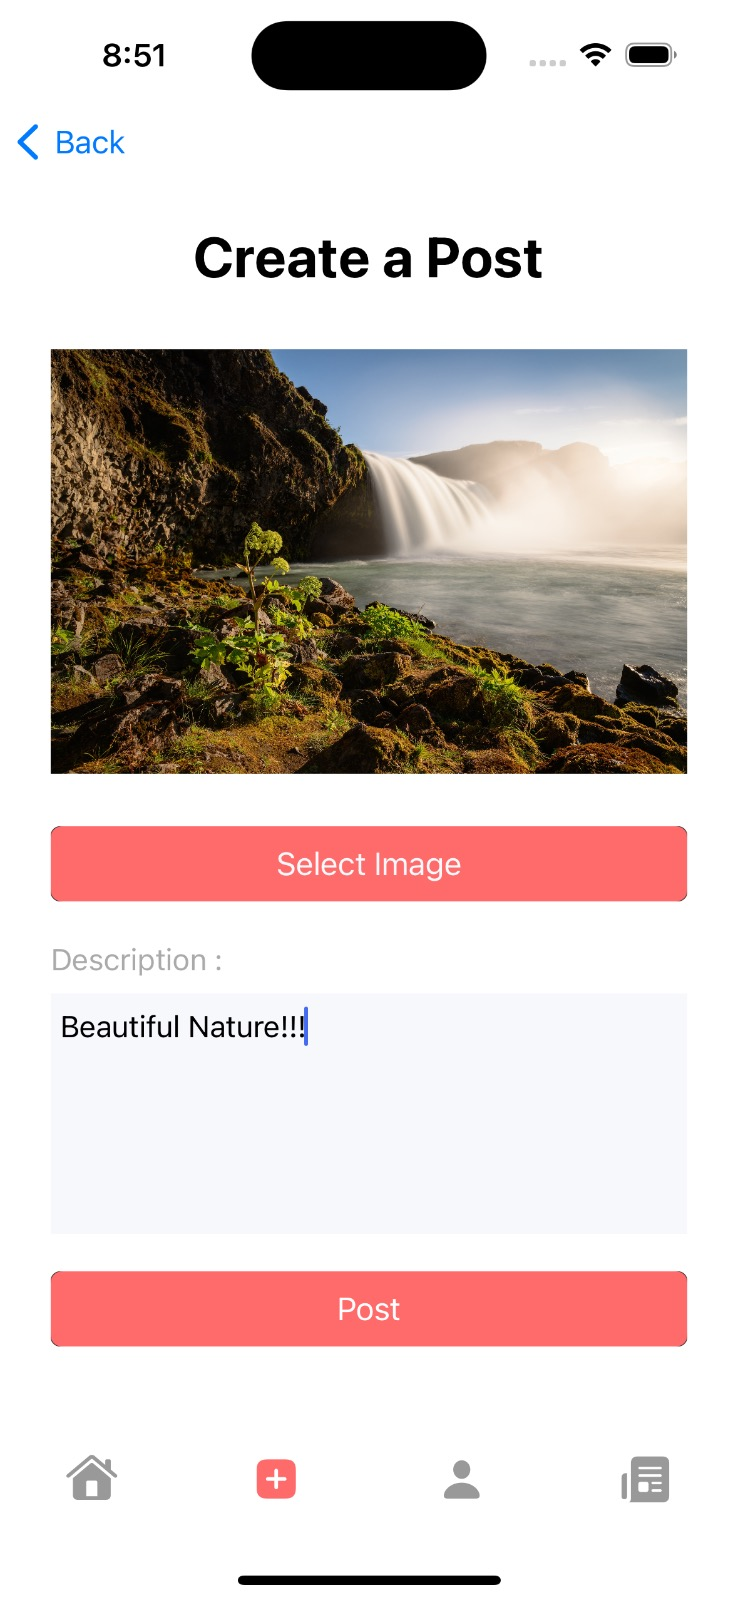 8:51
Back
Create a Post
Select Image
Description :
Beautiful Nature!!!
Post